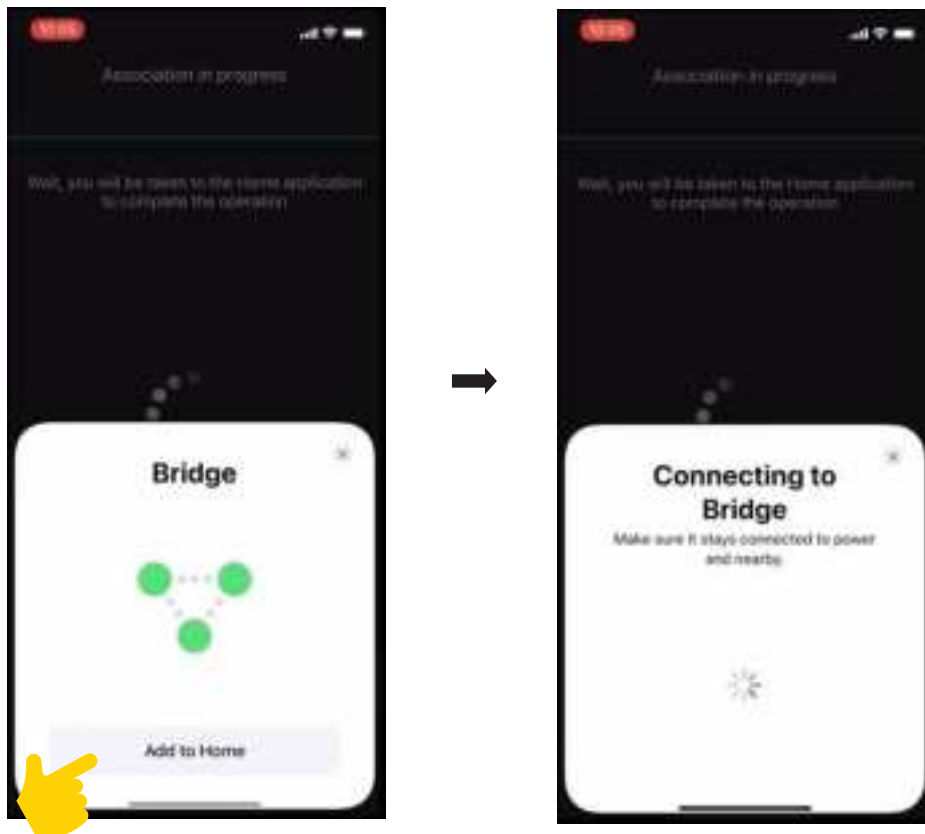 Association in progress
Wait, you will be taken to the Home application
to complete the operation
Bridge
Add to Home
Association in progress
Wait, you will be taken to the Home application
to complete the operation
Connecting to
Bridge
Make sure it stays connected to power
and nearby.